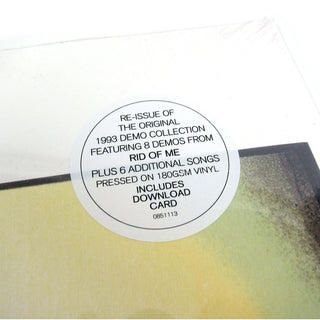 RE-ISSUE OF
THE ORIGINAL
1993 DEMO COLLECTION
FEATURING 8 DEMOS FROM
RID OF ME
PLUS 6 ADDITIONAL SONGS
PRESSED ON 180GSM VINYL
INCLUDES
DOWNLOAD
CARD
0851113